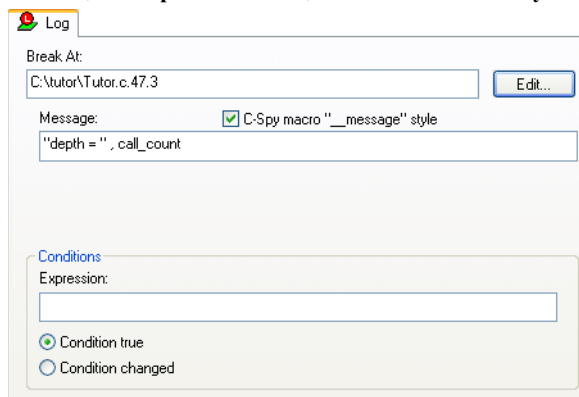 Log
Break At:
C:\tutor\Tutor.c.47.3
Edit...
Message:
C-Spy macro "__message" style
"depth = " , call_count
Conditions
Expression:
Condition true
Condition changed